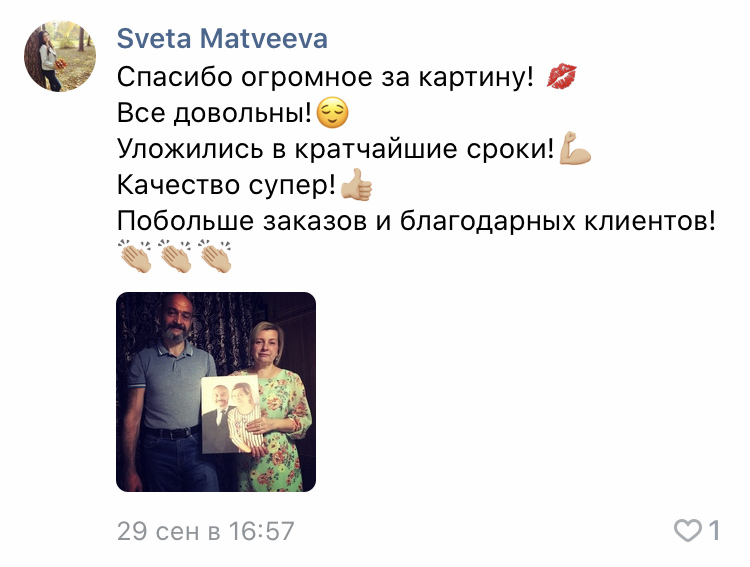 Sveta Matveeva
Спасибо огромное за картину! 💋
Все довольны!😌
Уложились в кратчайшие сроки!💪🏼
Качество супер!👍🏼
Побольше заказов и благодарных клиентов!
👏🏼👏🏼👏🏼
29 сен в 16:57
1